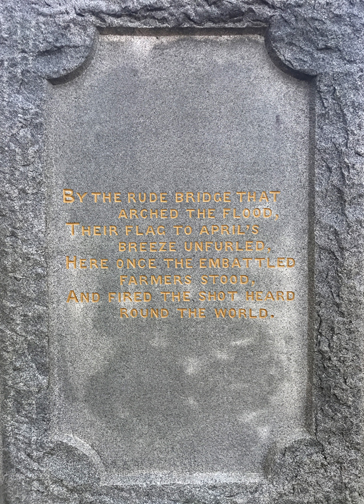 BY THE RUDE BRIDGE THAT
ARCHED THE FLOOD,
THEIR FLAG TO APRIL'S
BREEZE UNFURLED,
HERE ONCE THE EMBATTLED
FARMERS STOOD,
AND FIRED THE SHOT HEARD
ROUND THE WORLD.